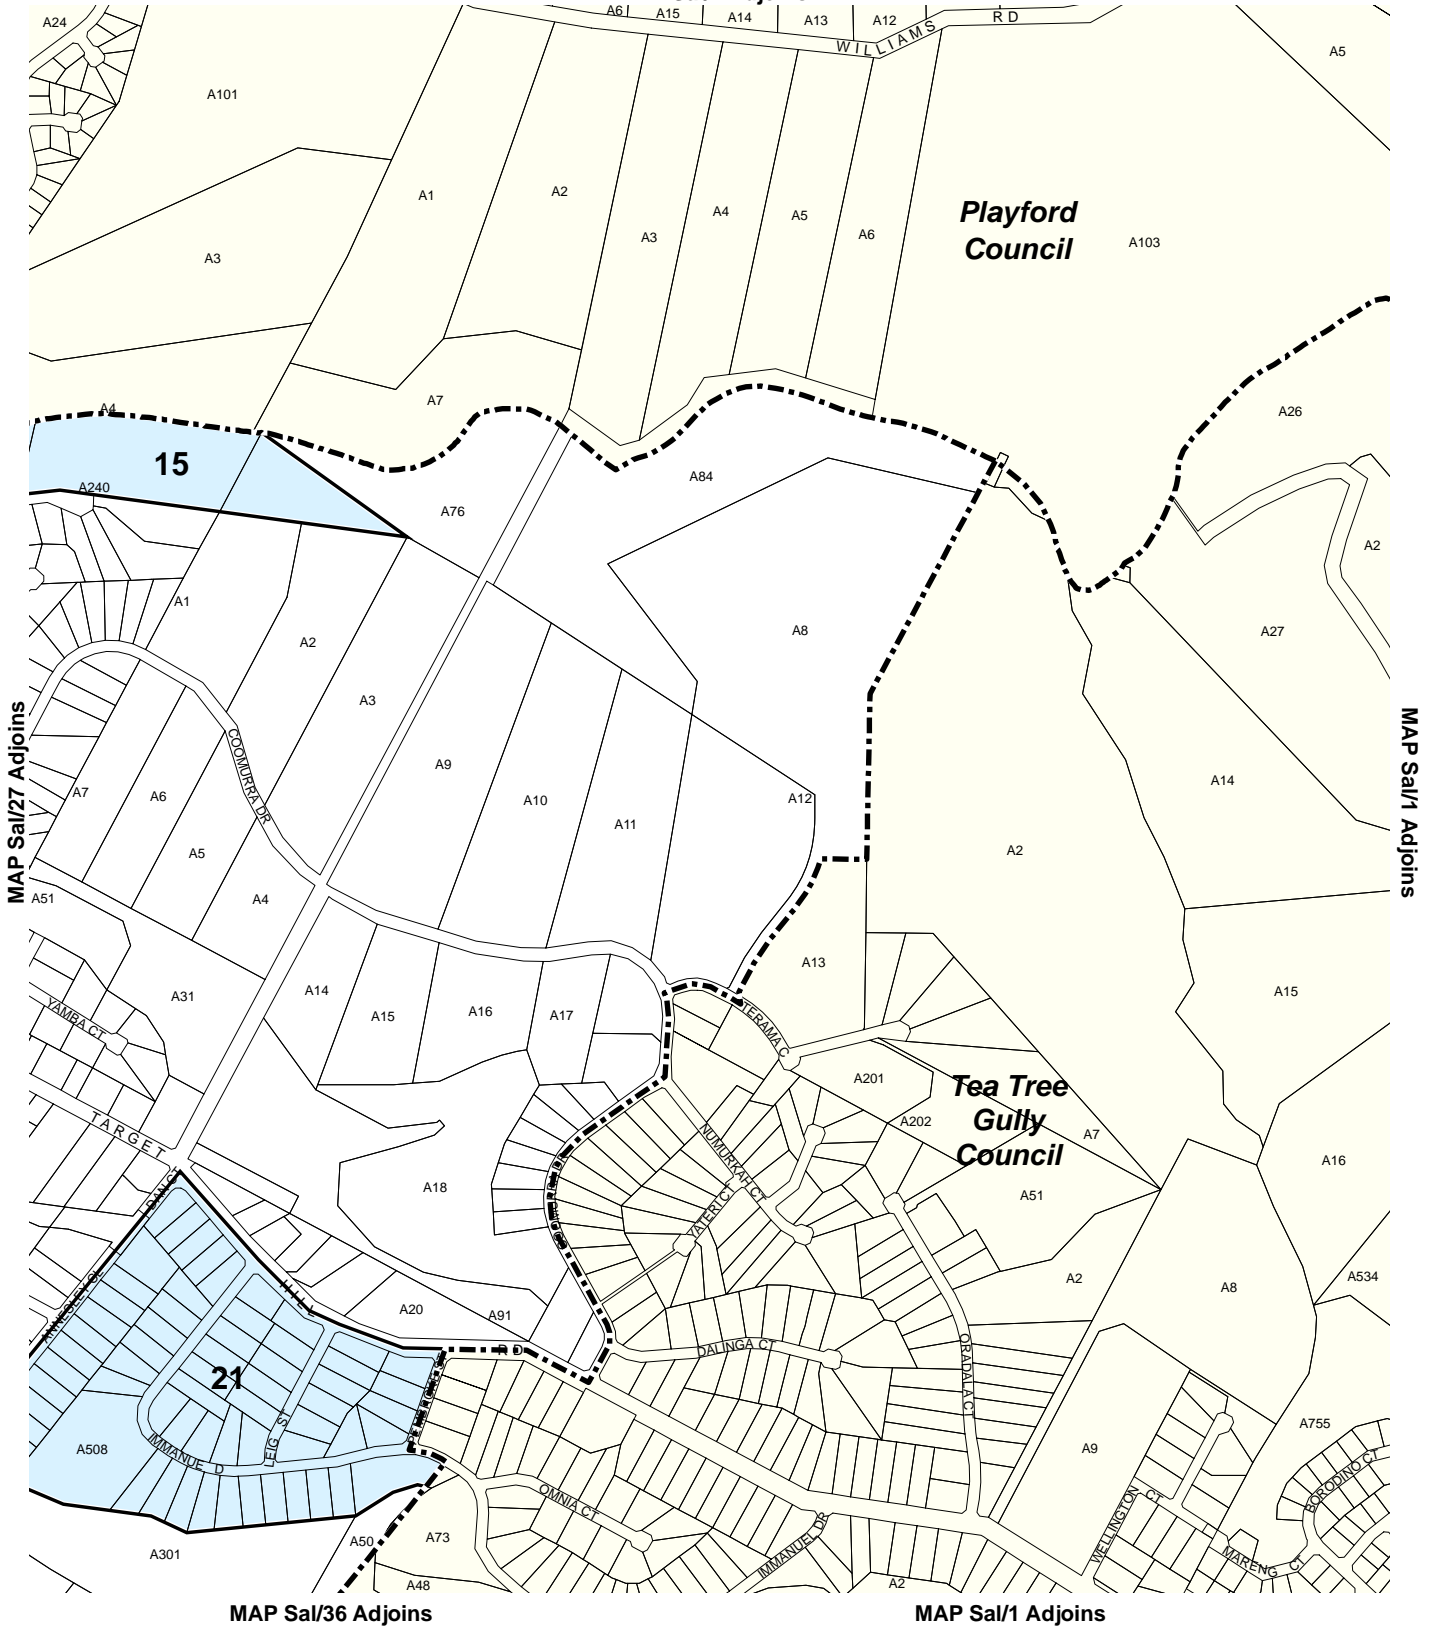 A24
A6
A15
A14
A13
A12
WILLIAMS
RD
A5
A101
A1
A2
A3
A4
A5
A6
Playford
Council
A103
A3
A7
A4
A26
15
A84
A240
A76
A2
A1
A2
A8
A27
A3
MAP Sal/27 Adjoins
MAP Sal/1 Adjoins
COOMURRA DR
A9
A14
A7
A6
A10
A12
A11
A5
A2
A51
A4
A13
A31
A14
A15
A16
A17
A15
YAMBA CT
TERAMA C
A201
Tea Tree
Gully
Council
A202
A7
TARGET
NUMURKAH CT
A16
A18
YATERI CT
A51
ANNESLEY CL
HILL
A2
A8
A534
A20
A91
RD
DALINGA CT
ORADALA CT
21
LEIG ST
A508
IMMANUE D
A9
A755
BORODINO CT
OMNIA CT
WELLINGTON CT
A50
A73
IMMANUEL DR
A301
MARENG CT
A48
A2
MAP Sal/36 Adjoins
MAP Sal/1 Adjoins